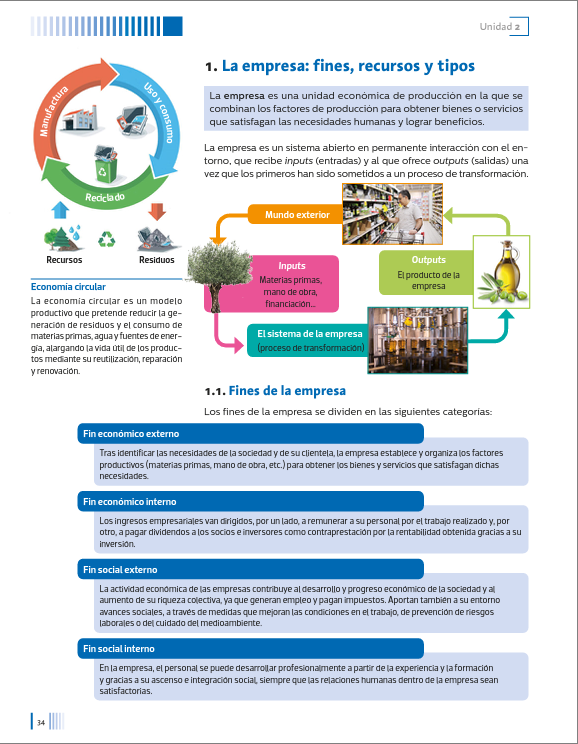 Unidad 2
Manufactura
Uso y consumo
Reciclado
Recursos
Residuos
Economía circular
La economía circular es un modelo
productivo que pretende reducir la ge-
neración de residuos y el consumo de
materias primas, agua y fuentes de ener-
gía, alargando la vida útil de los produc-
tos mediante su reutilización, reparación
y renovación.
1. La empresa: fines, recursos y tipos
La empresa es una unidad económica de producción en la que se
combinan los factores de producción para obtener bienes o servicios
que satisfagan las necesidades humanas y lograr beneficios.
La empresa es un sistema abierto en permanente interacción con el en-
torno, que recibe inputs (entradas) y al que ofrece outputs (salidas) una
vez que los primeros han sido sometidos a un proceso de transformación.
Mundo exterior
Inputs
Materias primas,
mano de obra,
financiación...
Outputs
El producto de la
empresa
El sistema de la empresa
(proceso de transformación)
1.1. Fines de la empresa
Los fines de la empresa se dividen en las siguientes categorías:
Fin económico externo
Tras identificar las necesidades de la sociedad y de su clientela, la empresa establece y organiza los factores
productivos (materias primas, mano de obra, etc.) para obtener los bienes y servicios que satisfagan dichas
necesidades.
Fin económico interno
Los ingresos empresariales van dirigidos, por un lado, a remunerar a su personal por el trabajo realizado y, por
otro, a pagar dividendos a los socios e inversores como contraprestación por la rentabilidad obtenida gracias a su
inversión.
Fin social externo
La actividad económica de las empresas contribuye al desarrollo y progreso económico de la sociedad y al
aumento de su riqueza colectiva, ya que generan empleo y pagan impuestos. Aportan también a su entorno
avances sociales, a través de medidas que mejoran las condiciones en el trabajo, de prevención de riesgos
laborales o del cuidado del medioambiente.
Fin social interno
En la empresa, el personal se puede desarrollar profesionalmente a partir de la experiencia y la formación
y gracias a su ascenso e integración social, siempre que las relaciones humanas dentro de la empresa sean
satisfactorias.
34